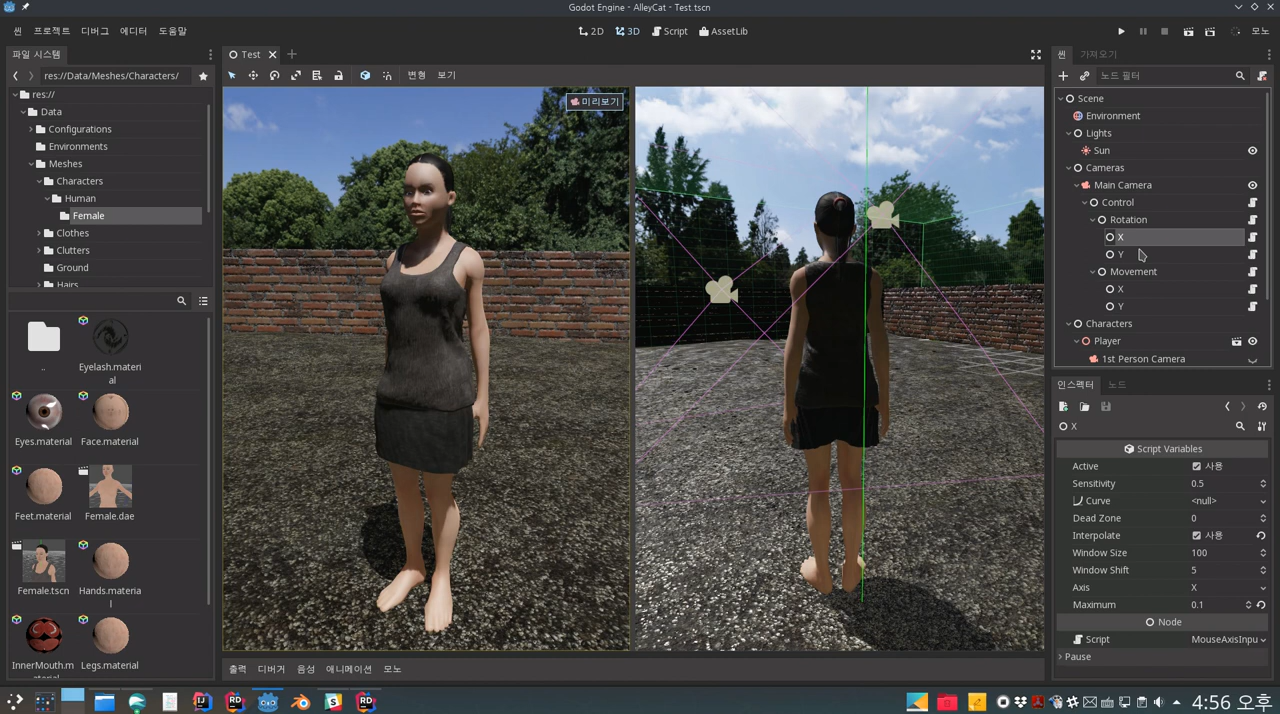 Godot Engine - AlleyCat - Test.tscn
씬 프로젝트 디버그 에디터 도움말
2D 3D Script AssetLib
모노
파일 시스템
res://Data/Meshes/Characters/
res://
Data
Configurations
Environments
Meshes
Characters
Human
Female
Clothes
Clutters
Ground
Hairs
..
Eyelash.materi
al
Eyes.material
Face.material
Feet.material
Female.dae
Female.tscn
Hands.materia
l
InnerMouth.m
Legs.material
Test
변형 보기
미리보기
출력 디버거 음성 애니메이션 모노
씬 가져오기
노드 필터
Scene
Environment
Lights
Sun
Cameras
Main Camera
Control
Rotation
X
Y
Movement
X
Y
Characters
Player
1st Person Camera
인스펙터 노드
X
Script Variables
Active 사용
Sensitivity 0.5
Curve <null>
Dead Zone 0
Interpolate 사용
Window Size 100
Window Shift 5
Axis X
Maximum 0.1
Node
Script MouseAxisInpu
Pause
4:56 오후